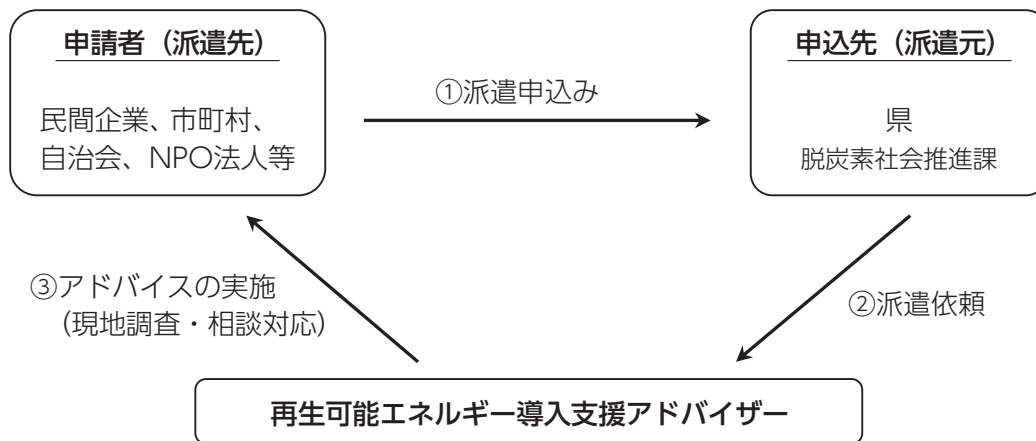 申請者（派遣先）
民間企業、市町村、
自治会、NPO法人等
①派遣申込み
申込先（派遣元）
県
脱炭素社会推進課
②派遣依頼
③アドバイスの実施
（現地調査・相談対応）
再生可能エネルギー導入支援アドバイザー